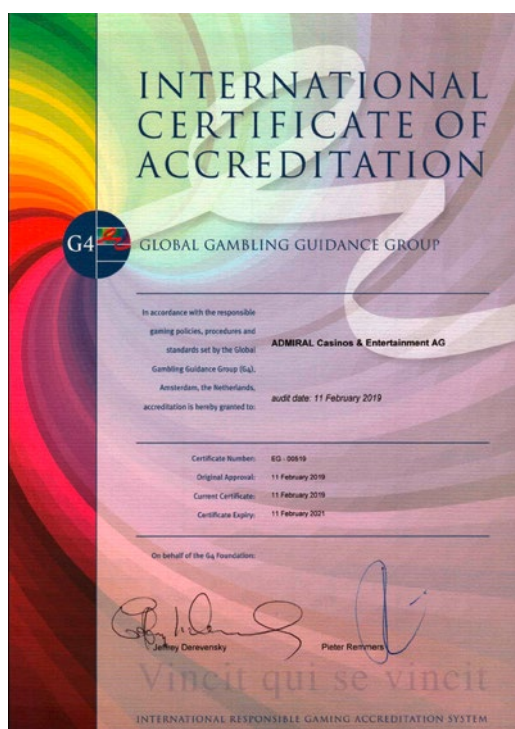 INTERNATIONAL
CERTIFICATE OF
ACCREDITATION
G4
GLOBAL GAMBLING GUIDANCE GROUP
In accordance with the responsible
gaming policies, procedures and
standards set by the Global
Gambling Guidance Group (G4),
Amsterdam, the Netherlands,
accreditation is hereby granted to:
ADMIRAL Casinos & Entertainment AG
audit date: 11 February 2019
Certificate Number: EG - 00519
Original Approval: 11 February 2019
Current Certificate: 11 February 2019
Certificate Expiry: 11 February 2021
On behalf of the G4 Foundation:
Jeffrey Derevensky
Pieter Remmers
Vincit qui se vincit
INTERNATIONAL RESPONSIBLE GAMING ACCREDITATION SYSTEM